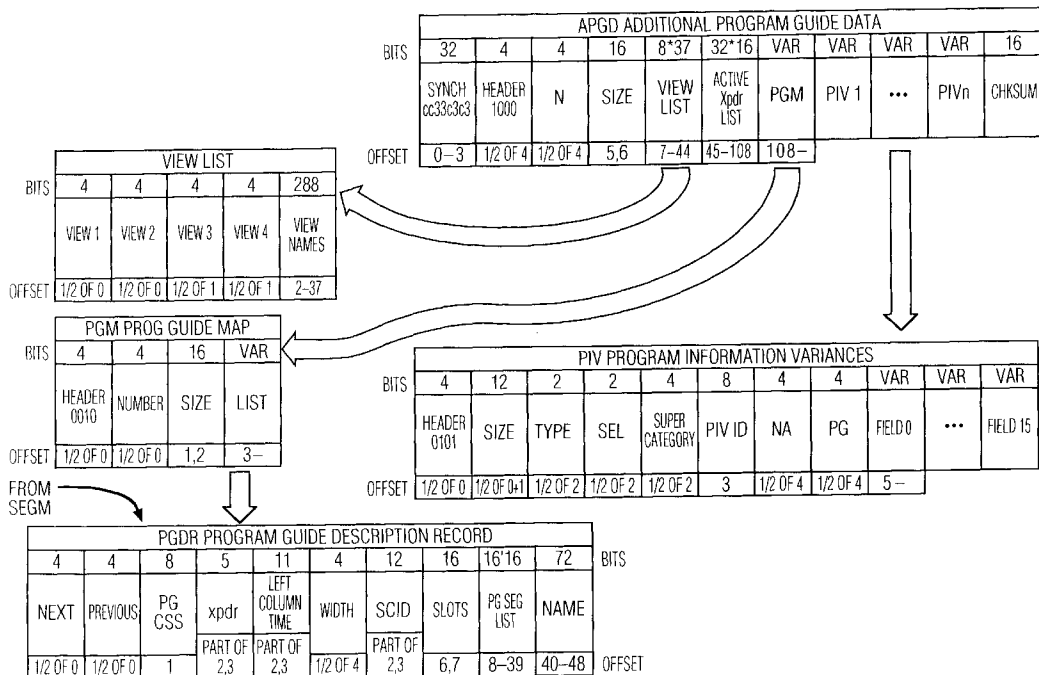 APGD ADDITIONAL PROGRAM GUIDE DATA
BITS 32 4 4 16 8*37 32*16 VAR VAR VAR VAR 16
SYNCH cc33c3c3 HEADER 1000 N SIZE VIEW LIST ACTIVE Xpdr LIST PGM PIV 1 ••• PIVn CHKSUM
OFFSET 0–3 1/2 OF 4 1/2 OF 4 5,6 7–44 45–108 108–
VIEW LIST
BITS 4 4 4 4 288
VIEW 1 VIEW 2 VIEW 3 VIEW 4 VIEW NAMES
OFFSET 1/2 OF 0 1/2 OF 0 1/2 OF 1 1/2 OF 1 2–37
PGM PROG GUIDE MAP
BITS 4 4 16 VAR
HEADER 0010 NUMBER SIZE LIST
OFFSET 1/2 OF 0 1/2 OF 0 1,2 3–
PIV PROGRAM INFORMATION VARIANCES
BITS 4 12 2 2 4 8 4 4 VAR VAR VAR
HEADER 0101 SIZE TYPE SEL SUPER CATEGORY PIV ID NA PG FIELD 0 ••• FIELD 15
OFFSET 1/2 OF 0 1/2 OF 0+1 1/2 OF 2 1/2 OF 2 1/2 OF 2 3 1/2 OF 4 1/2 OF 4 5–
FROM SEGM
PGDR PROGRAM GUIDE DESCRIPTION RECORD
4 4 8 5 11 4 12 16 16'16 72 BITS
NEXT PREVIOUS PG CSS xpdr LEFT COLUMN TIME WIDTH SCID SLOTS PG SEG LIST NAME
1/2 OF 0 1/2 OF 0 1 PART OF 2,3 PART OF 2,3 1/2 OF 4 PART OF 2,3 6,7 8–39 40–48 OFFSET